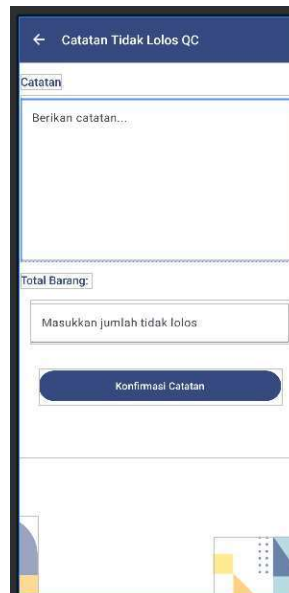 Catatan Tidak Lolos QC
Catatan
Berikan catatan...
Total Barang:
Masukkan jumlah tidak lolos
Konfirmasi Catatan